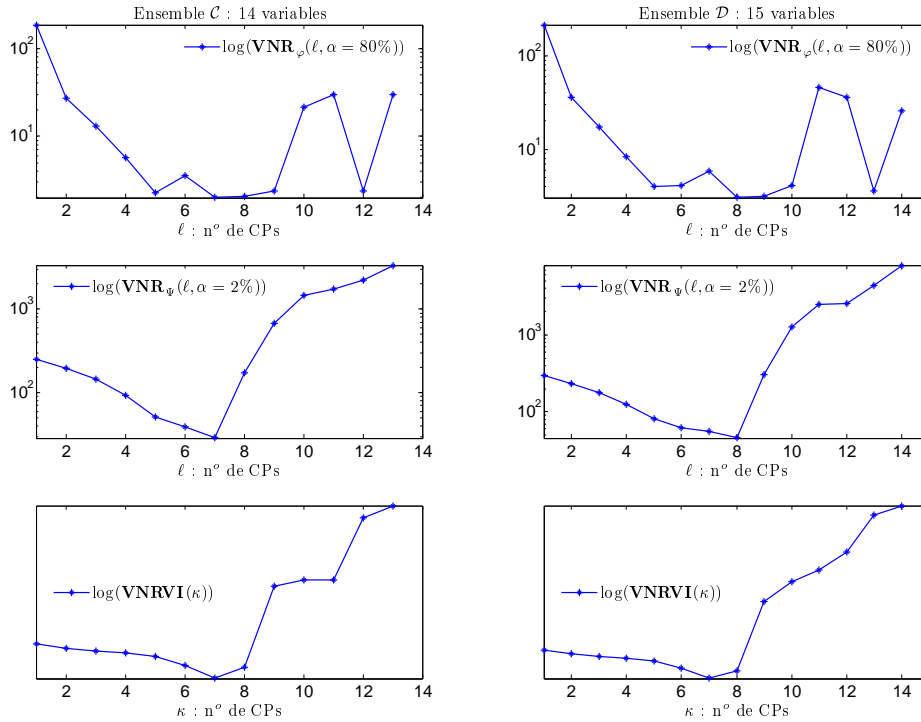 Ensemble 𝒞 : 14 variables
log(VNR_φ(ℓ, α = 80%))
10^2
10^1
2 4 6 8 10 12 14
ℓ : n^o de CPs
Ensemble 𝒟 : 15 variables
log(VNR_φ(ℓ, α = 80%))
10^2
10^1
2 4 6 8 10 12 14
ℓ : n^o de CPs
log(VNR_Ψ(ℓ, α = 2%))
10^3
10^2
2 4 6 8 10 12 14
ℓ : n^o de CPs
log(VNR_Ψ(ℓ, α = 2%))
10^3
10^2
2 4 6 8 10 12 14
ℓ : n^o de CPs
log(VNRVI(κ))
2 4 6 8 10 12 14
κ : n^o de CPs
log(VNRVI(κ))
2 4 6 8 10 12 14
κ : n^o de CPs